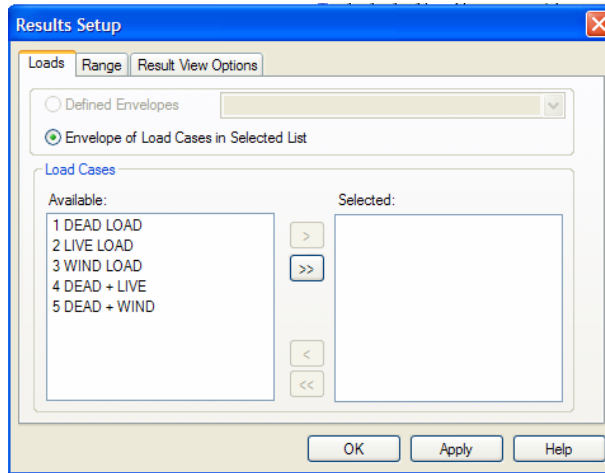 Results Setup
Loads Range Result View Options
Defined Envelopes
Envelope of Load Cases in Selected List
Load Cases
Available: Selected:
1 DEAD LOAD
2 LIVE LOAD
3 WIND LOAD
4 DEAD + LIVE
5 DEAD + WIND
>
>>
<
<<
OK Apply Help